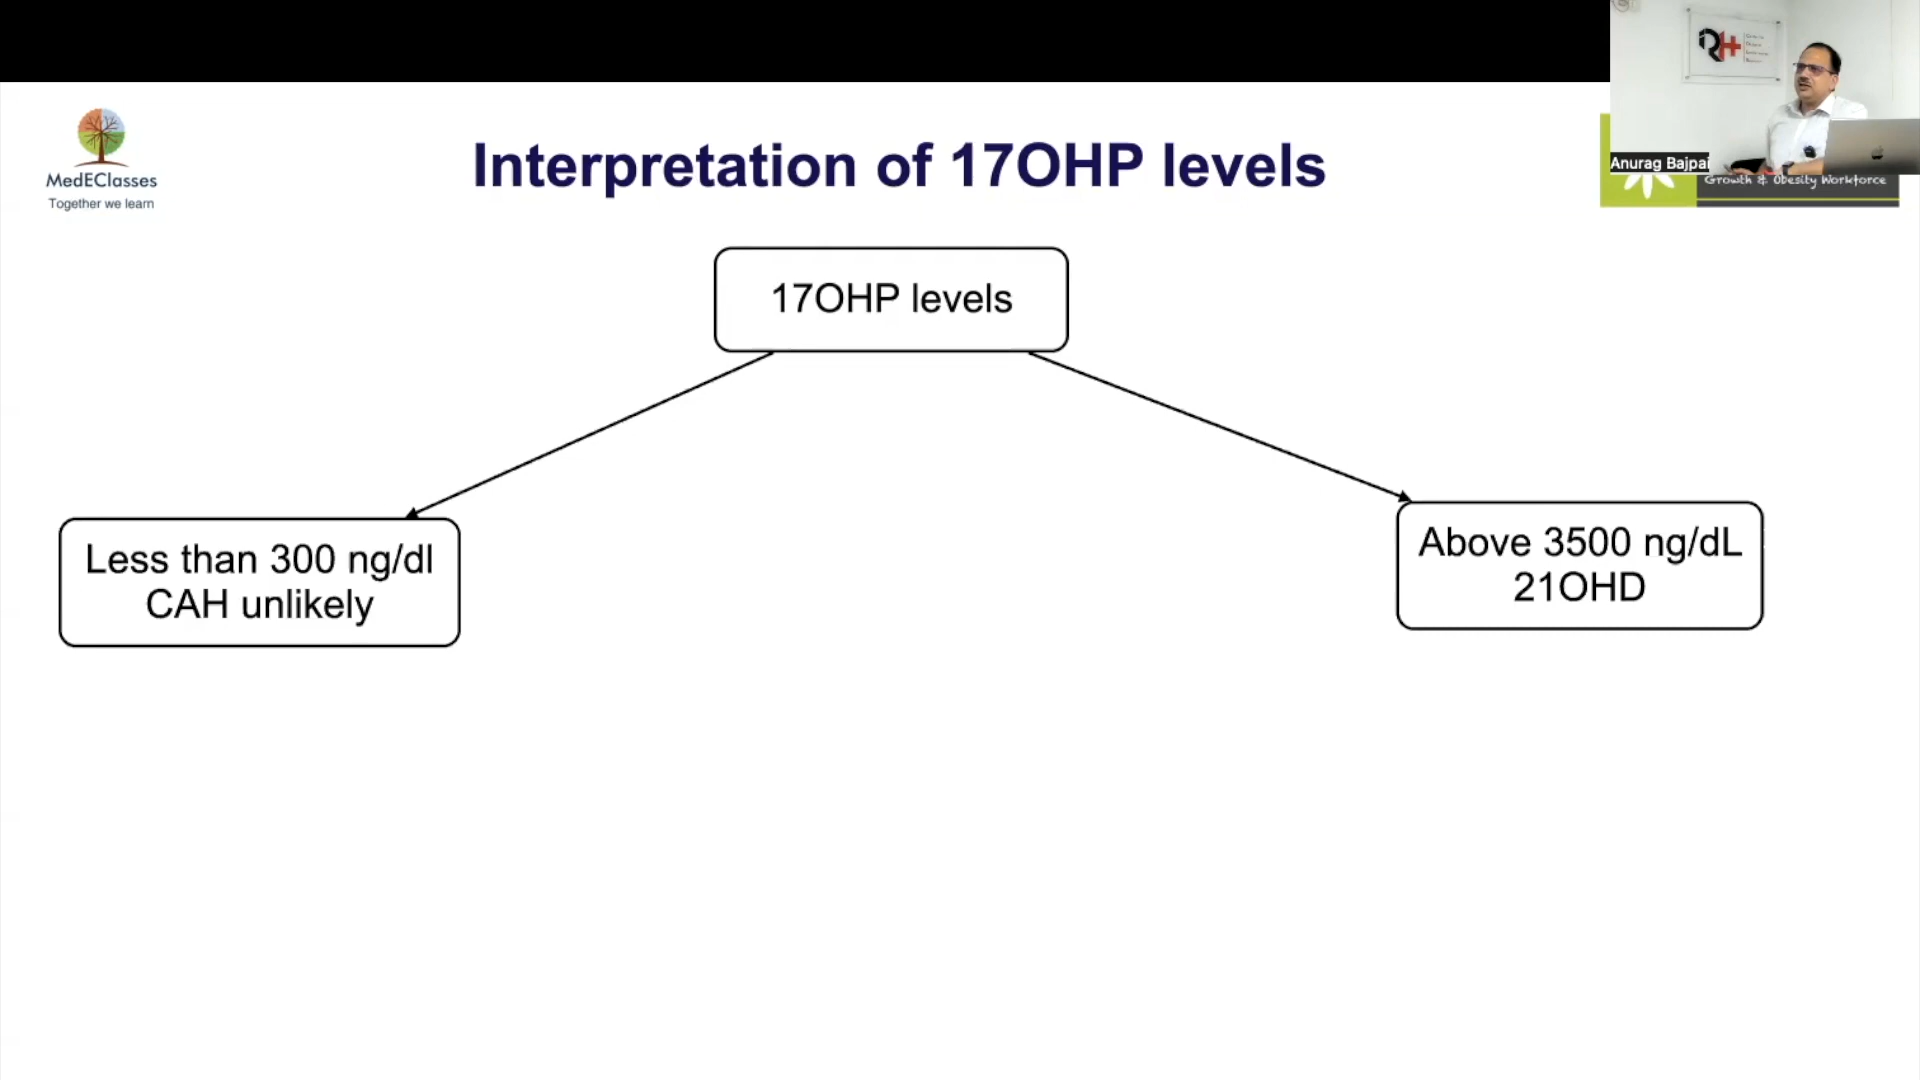 MedEClasses
Together we learn
Interpretation of 17OHP levels
Anurag Bajpai
Growth & Obesity Workforce
17OHP levels
Less than 300 ng/dl
CAH unlikely
Above 3500 ng/dL
21OHD